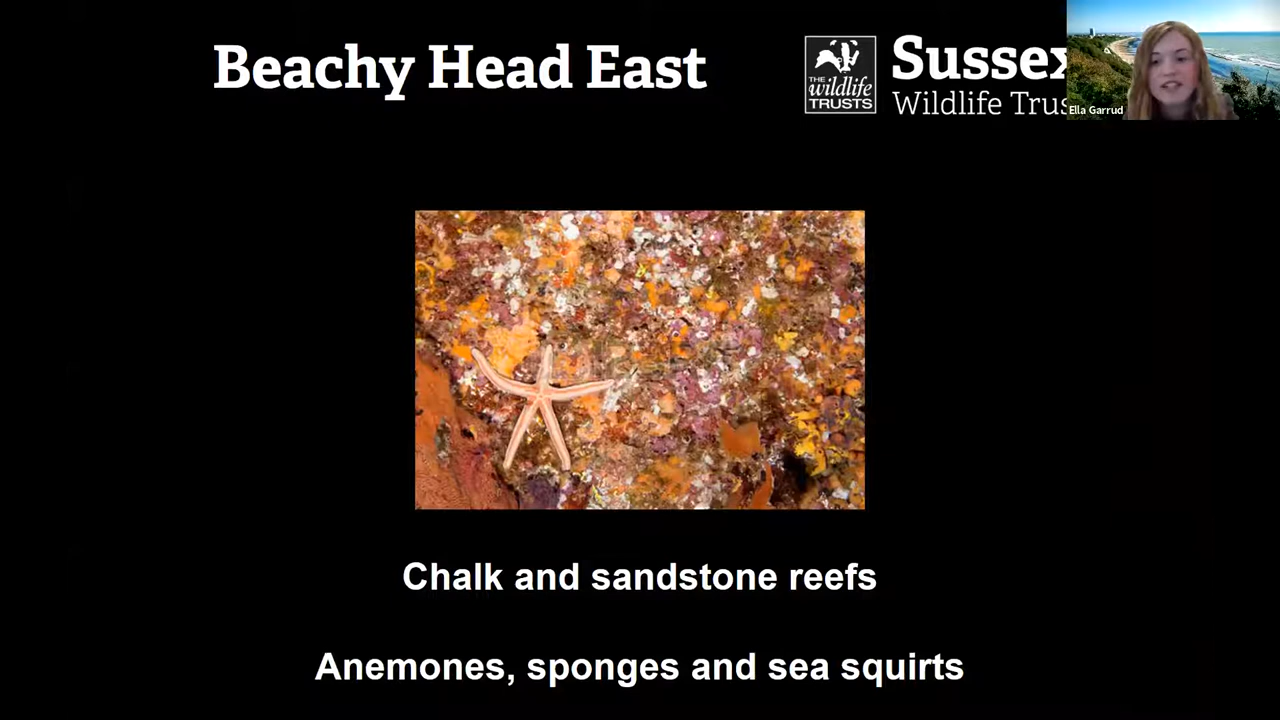 Beachy Head East
THE
wildlife
TRUSTS
Sussex
Wildlife Trus
Ella Garrud
Chalk and sandstone reefs
Anemones, sponges and sea squirts